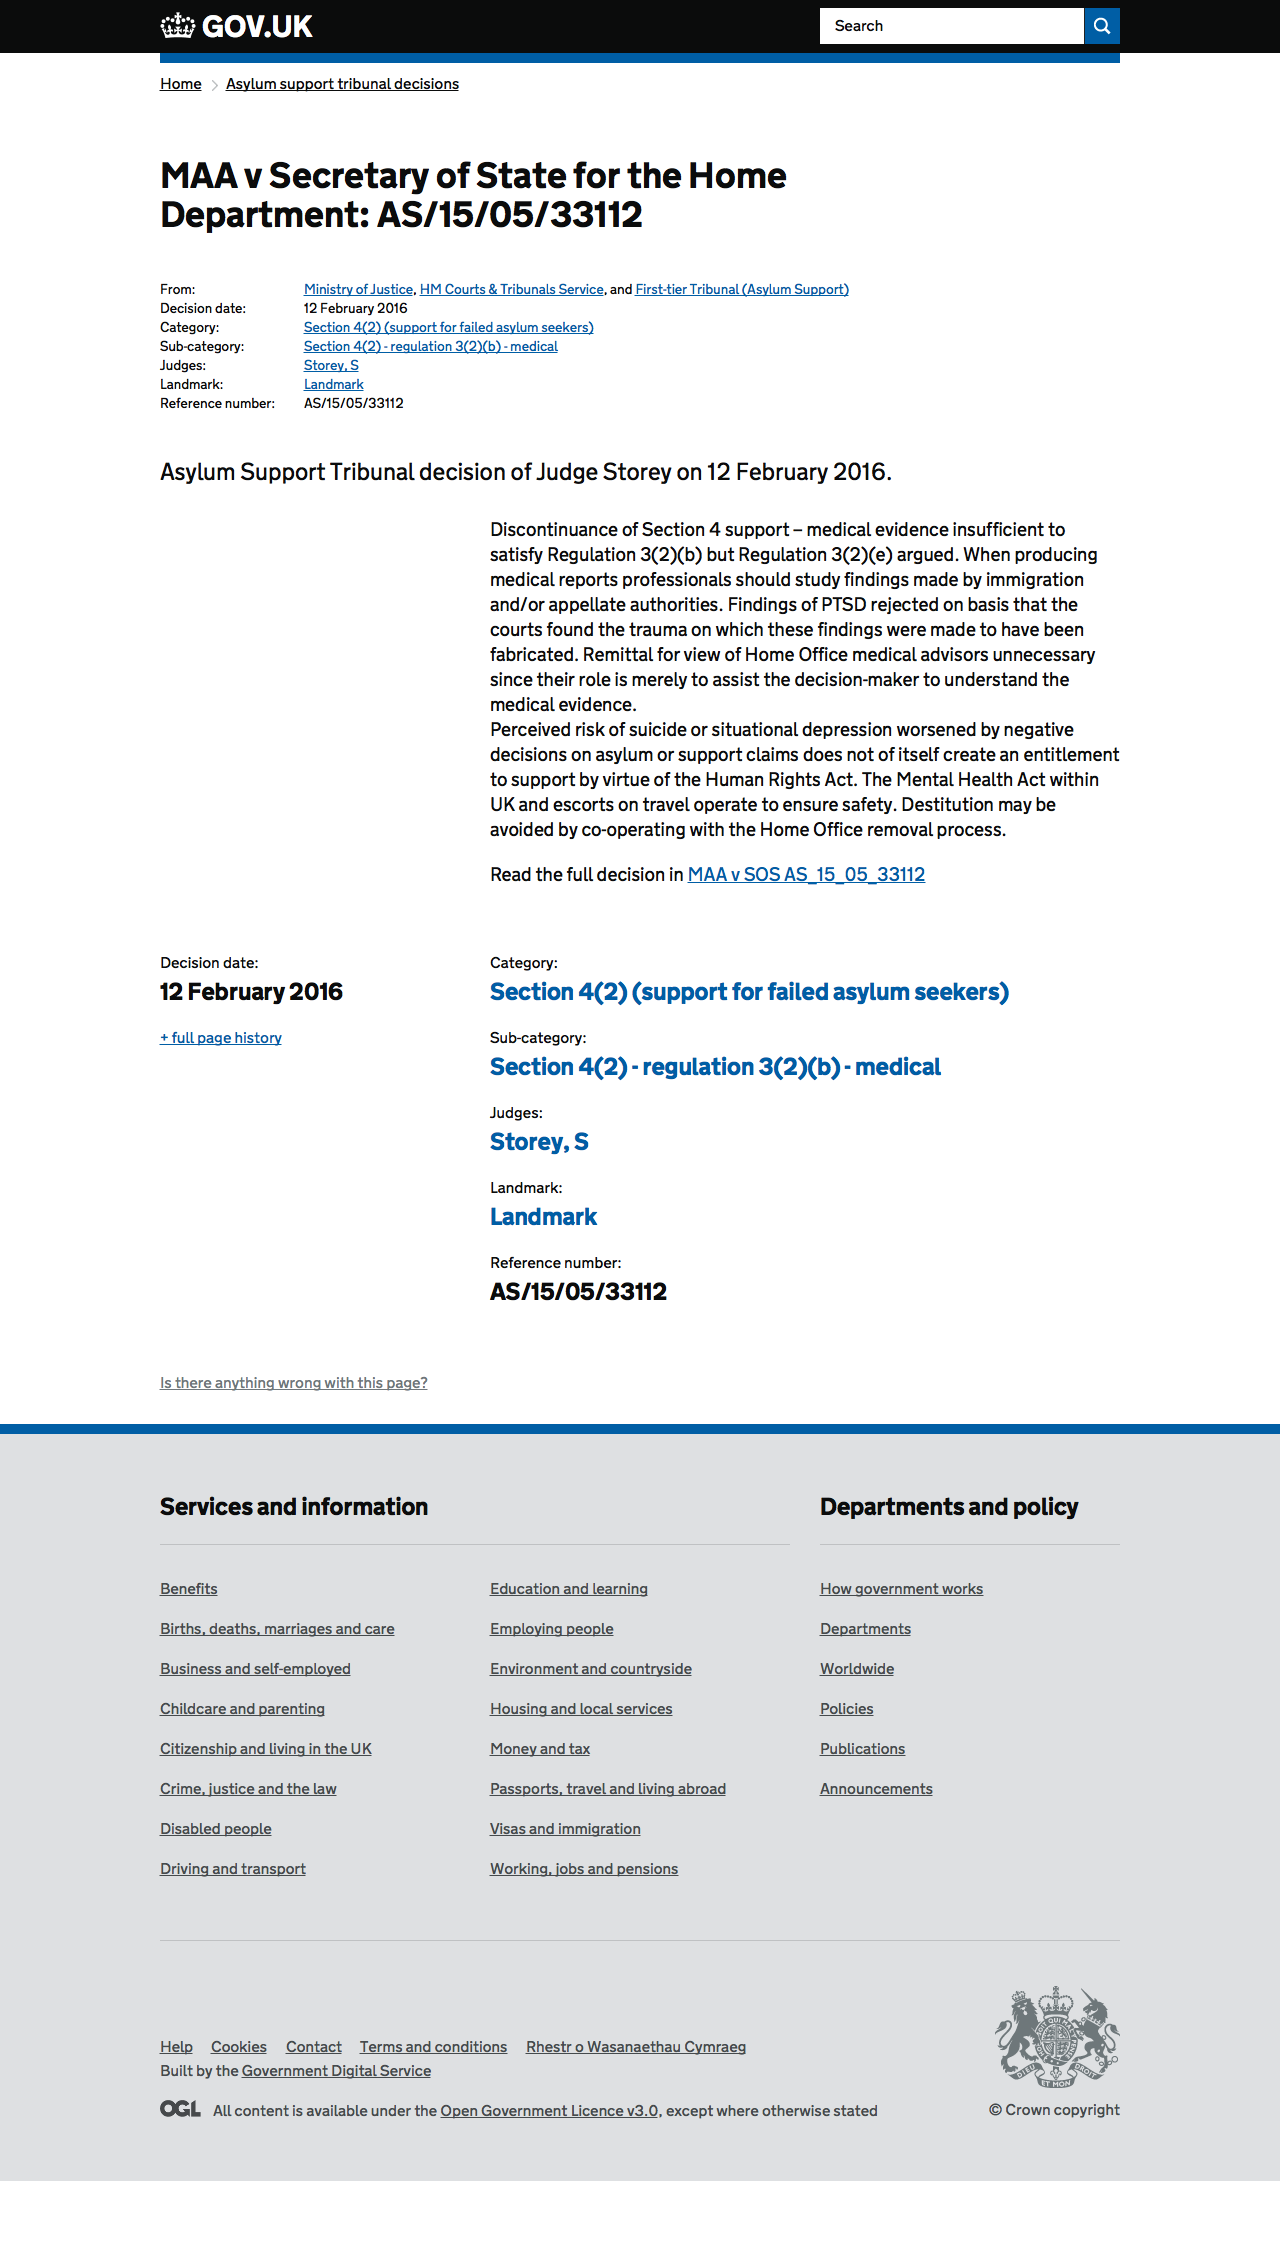 GOV.UK
Search
Home
Asylum support tribunal decisions
MAA v Secretary of State for the Home
Department: AS/15/05/33112
From: Ministry of Justice, HM Courts & Tribunals Service, and First-tier Tribunal (Asylum Support)
Decision date: 12 February 2016
Category: Section 4(2) (support for failed asylum seekers)
Sub-category: Section 4(2) - regulation 3(2)(b) - medical
Judges: Storey, S
Landmark: Landmark
Reference number: AS/15/05/33112
Asylum Support Tribunal decision of Judge Storey on 12 February 2016.
Discontinuance of Section 4 support – medical evidence insufficient to
satisfy Regulation 3(2)(b) but Regulation 3(2)(e) argued. When producing
medical reports professionals should study findings made by immigration
and/or appellate authorities. Findings of PTSD rejected on basis that the
courts found the trauma on which these findings were made to have been
fabricated. Remittal for view of Home Office medical advisors unnecessary
since their role is merely to assist the decision-maker to understand the
medical evidence.
Perceived risk of suicide or situational depression worsened by negative
decisions on asylum or support claims does not of itself create an entitlement
to support by virtue of the Human Rights Act. The Mental Health Act within
UK and escorts on travel operate to ensure safety. Destitution may be
avoided by co-operating with the Home Office removal process.
Read the full decision in MAA v SOS AS_15_05_33112
Decision date:
12 February 2016
+ full page history
Category:
Section 4(2) (support for failed asylum seekers)
Sub-category:
Section 4(2) - regulation 3(2)(b) - medical
Judges:
Storey, S
Landmark:
Landmark
Reference number:
AS/15/05/33112
Is there anything wrong with this page?
Services and information
Benefits
Births, deaths, marriages and care
Business and self-employed
Childcare and parenting
Citizenship and living in the UK
Crime, justice and the law
Disabled people
Driving and transport
Education and learning
Employing people
Environment and countryside
Housing and local services
Money and tax
Passports, travel and living abroad
Visas and immigration
Working, jobs and pensions
Departments and policy
How government works
Departments
Worldwide
Policies
Publications
Announcements
Help Cookies Contact Terms and conditions Rhestr o Wasanaethau Cymraeg
Built by the Government Digital Service
OGL All content is available under the Open Government Licence v3.0, except where otherwise stated
DIEU ET MON DROIT
© Crown copyright